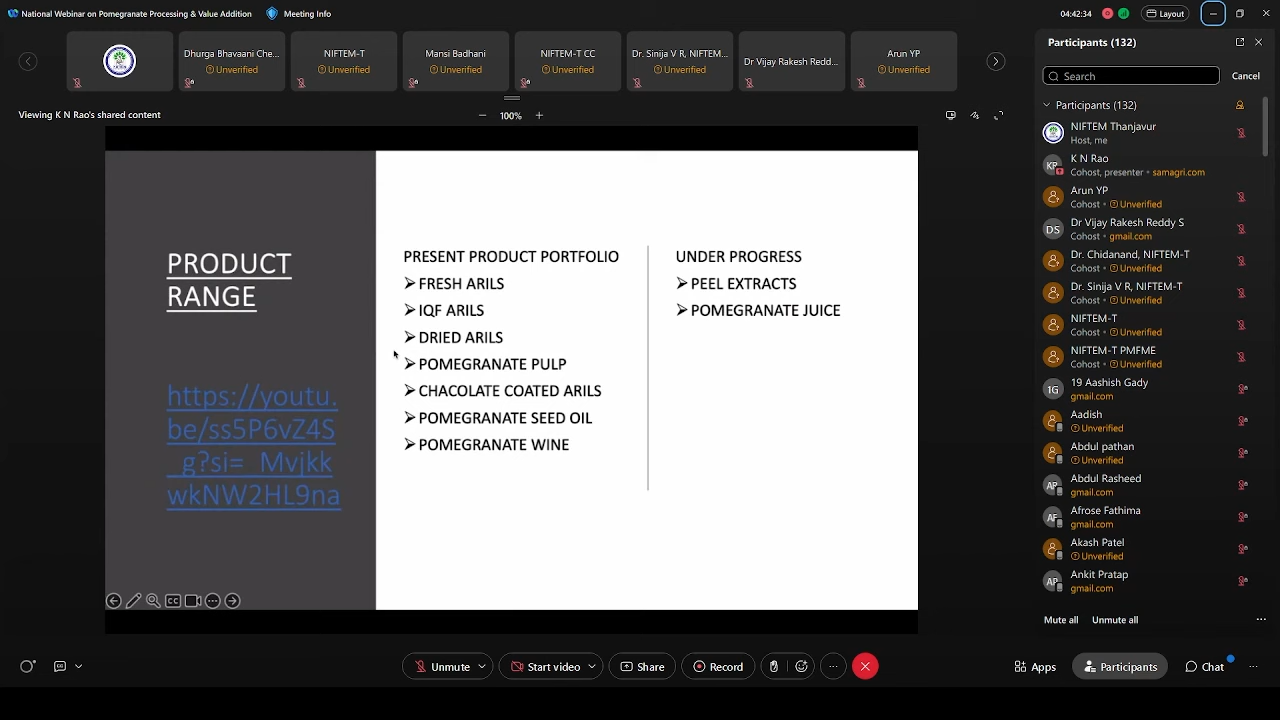 National Webinar on Pomegranate Processing & Value Addition
Meeting Info
04:42:34
Layout
Dhurga Bhavaani Che...
Unverified
NIFTEM-T
Unverified
Mansi Badhani
Unverified
NIFTEM-T CC
Unverified
Dr. Sinija V R, NIFTEM...
Unverified
Dr Vijay Rakesh Redd...
Arun YP
Unverified
Viewing K N Rao's shared content
100%
PRODUCT
RANGE
https://youtu.
be/ss5P6vZ4S
_g?si=_Mvjkk
wkNW2HL9na
PRESENT PRODUCT PORTFOLIO
FRESH ARILS
IQF ARILS
DRIED ARILS
POMEGRANATE PULP
CHACOLATE COATED ARILS
POMEGRANATE SEED OIL
POMEGRANATE WINE
UNDER PROGRESS
PEEL EXTRACTS
POMEGRANATE JUICE
Participants (132)
Search
Cancel
Participants (132)
NIFTEM Thanjavur
Host, me
KR
K N Rao
Cohost, presenter • samagri.com
Arun YP
Cohost • Unverified
DS
Dr Vijay Rakesh Reddy S
Cohost • gmail.com
Dr. Chidanand, NIFTEM-T
Cohost • Unverified
Dr. Sinija V R, NIFTEM-T
Cohost • Unverified
NIFTEM-T
Cohost • Unverified
NIFTEM-T PMFME
Cohost • Unverified
1G
19 Aashish Gady
gmail.com
Aadish
Unverified
Abdul pathan
Unverified
AR
Abdul Rasheed
gmail.com
AF
Afrose Fathima
gmail.com
Akash Patel
Unverified
AP
Ankit Pratap
gmail.com
Mute all
Unmute all
CC
Unmute
Start video
Share
Record
Apps
Participants
Chat